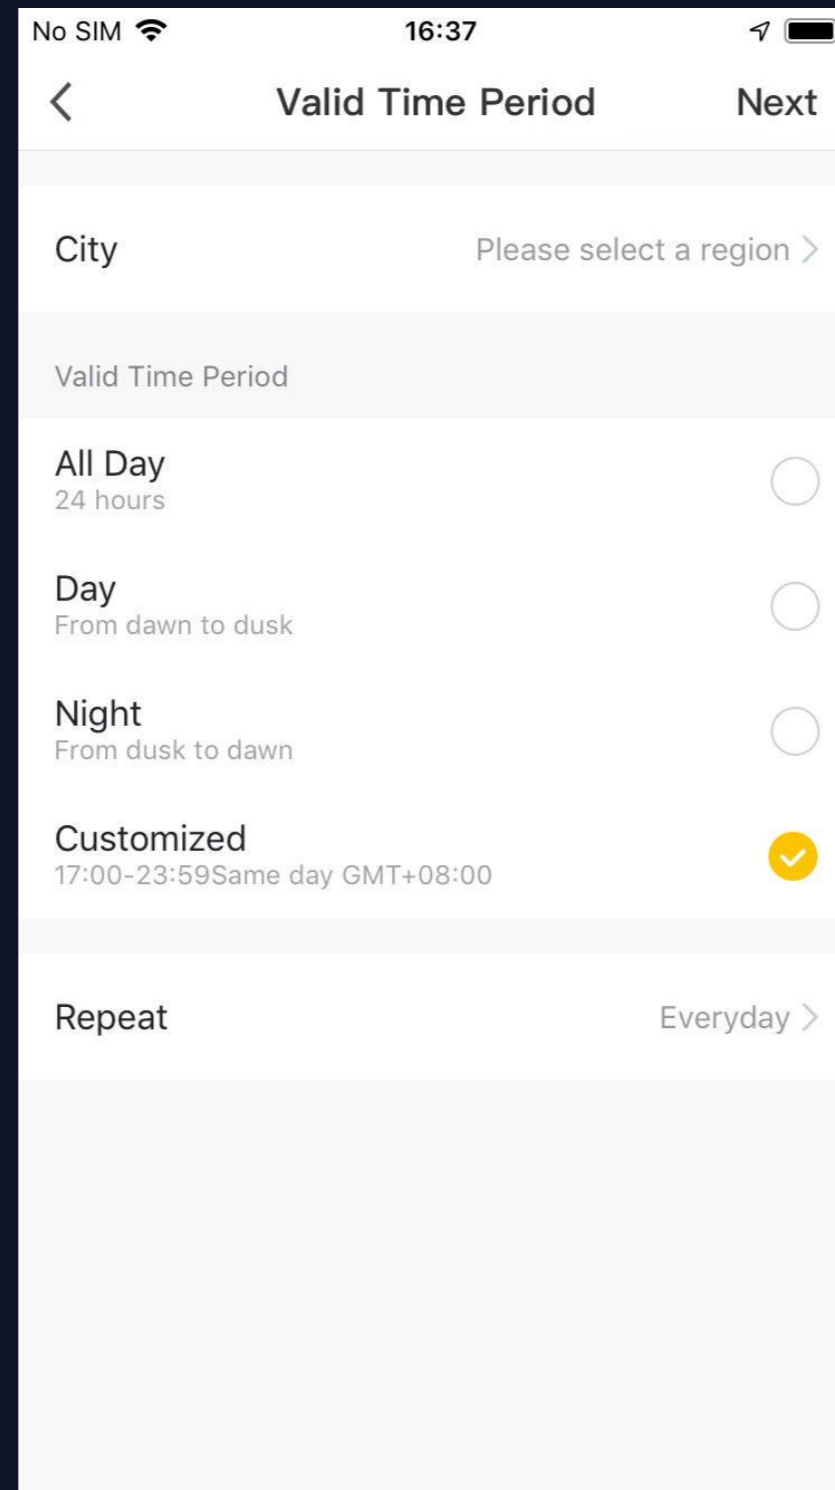 No SIM 16:37
Valid Time Period Next
City Please select a region
Valid Time Period
All Day
24 hours
Day
From dawn to dusk
Night
From dusk to dawn
Customized
17:00-23:59Same day GMT+08:00
Repeat Everyday